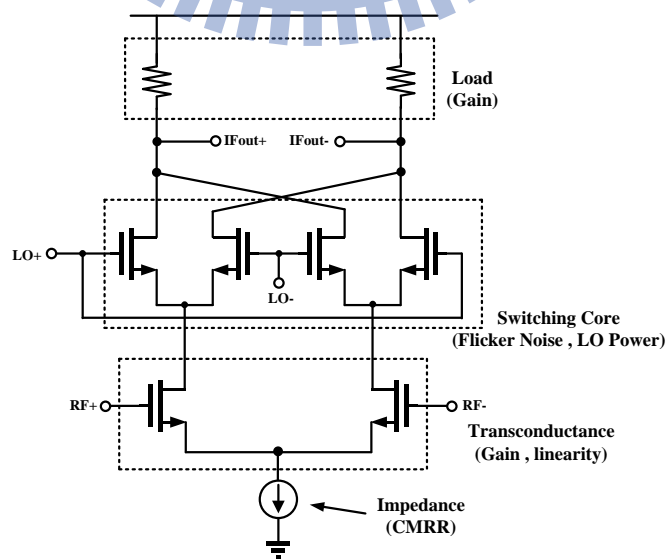 Load
(Gain)
IFout+
IFout-
LO+
LO-
Switching Core
(Flicker Noise , LO Power)
RF+
RF-
Transconductance
(Gain , linearity)
Impedance
(CMRR)